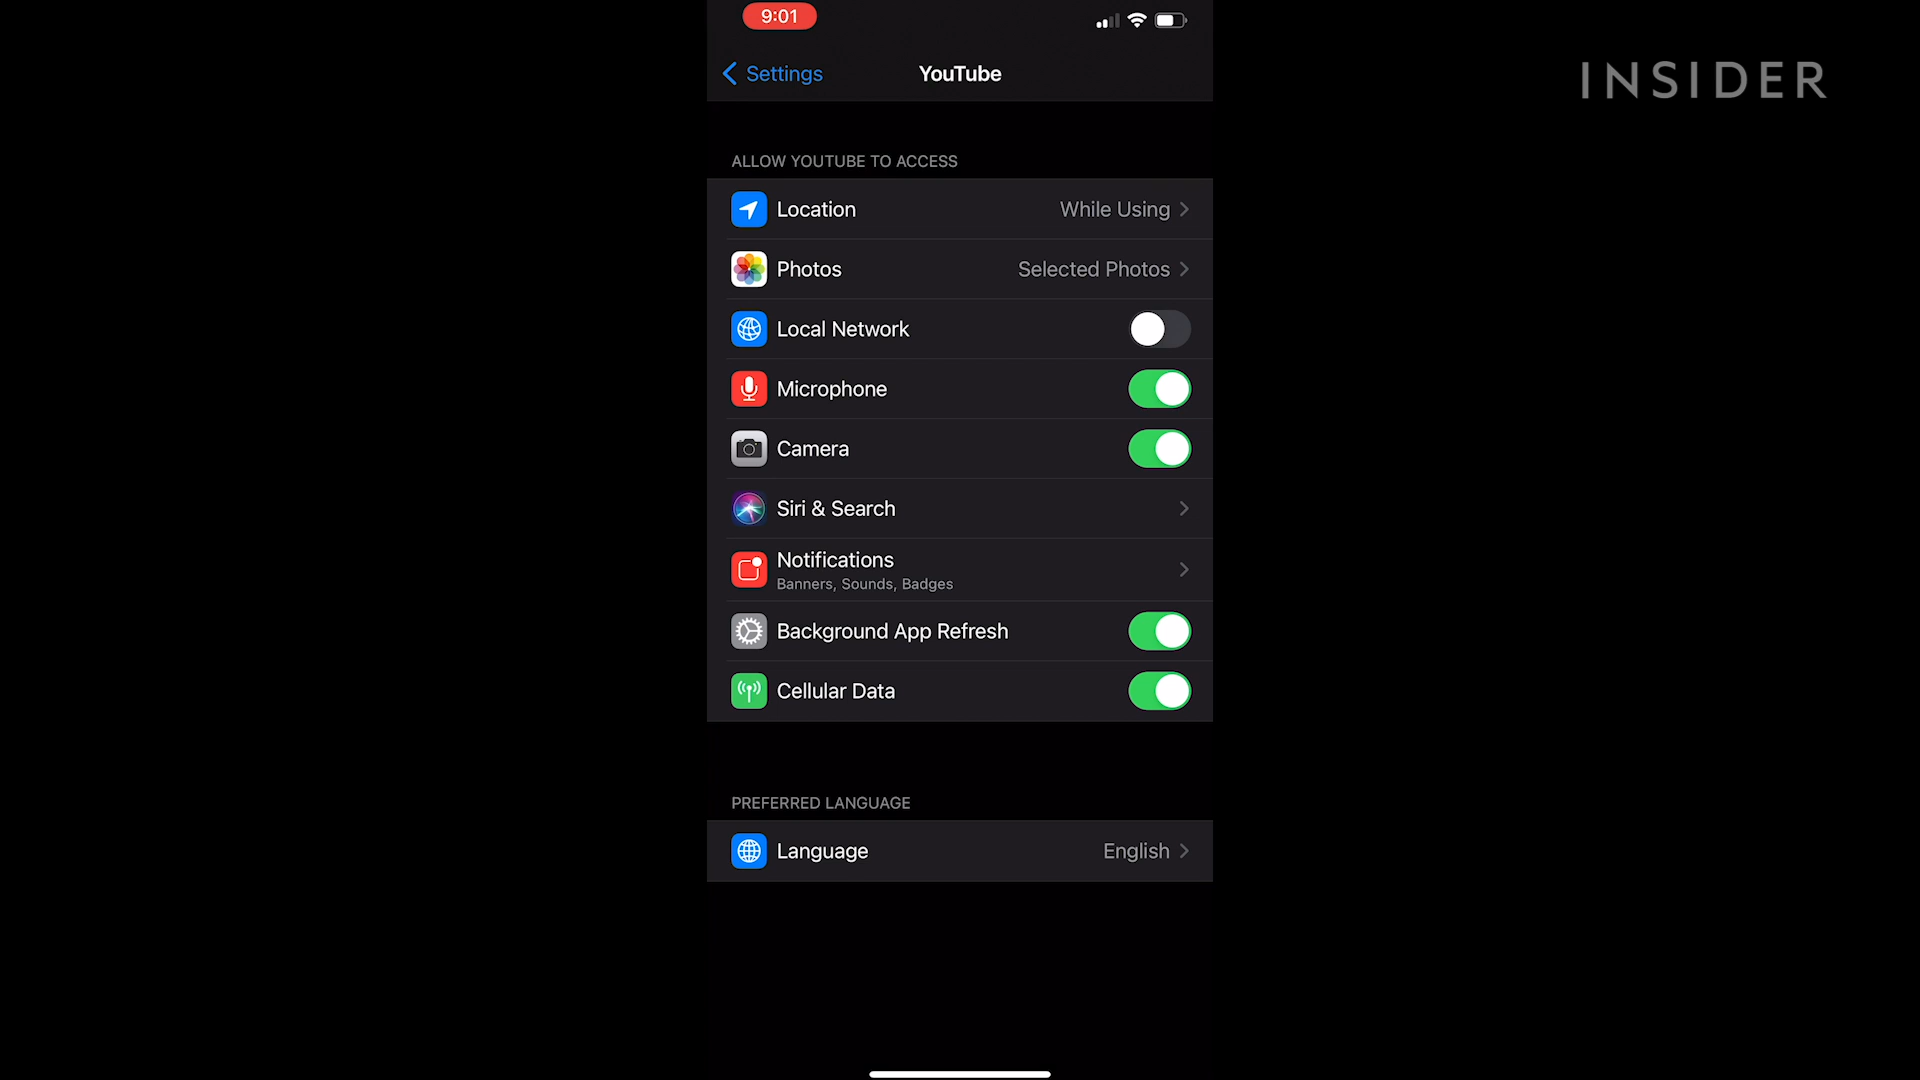 9:01
INSIDER
Settings
YouTube
ALLOW YOUTUBE TO ACCESS
Location
While Using
Photos
Selected Photos
Local Network
Microphone
Camera
Siri & Search
Notifications
Banners, Sounds, Badges
Background App Refresh
Cellular Data
PREFERRED LANGUAGE
Language
English